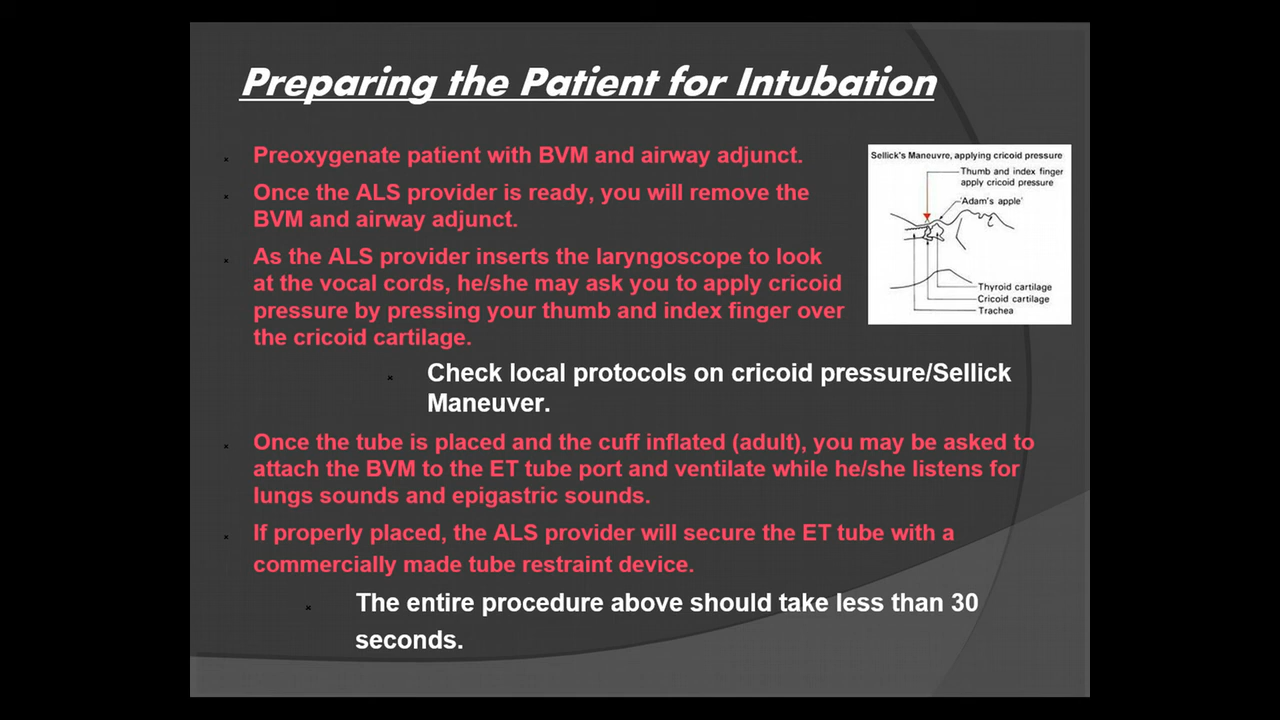 Preparing the Patient for Intubation
Preoxygenate patient with BVM and airway adjunct.
Once the ALS provider is ready, you will remove the
BVM and airway adjunct.
As the ALS provider inserts the laryngoscope to look
at the vocal cords, he/she may ask you to apply cricoid
pressure by pressing your thumb and index finger over
the cricoid cartilage.
Check local protocols on cricoid pressure/Sellick
Maneuver.
Once the tube is placed and the cuff inflated (adult), you may be asked to
attach the BVM to the ET tube port and ventilate while he/she listens for
lungs sounds and epigastric sounds.
If properly placed, the ALS provider will secure the ET tube with a
commercially made tube restraint device.
The entire procedure above should take less than 30
seconds.
Sellick's Maneuvre, applying cricoid pressure
Thumb and index finger
apply cricoid pressure
'Adam's apple'
Thyroid cartilage
Cricoid cartilage
Trachea